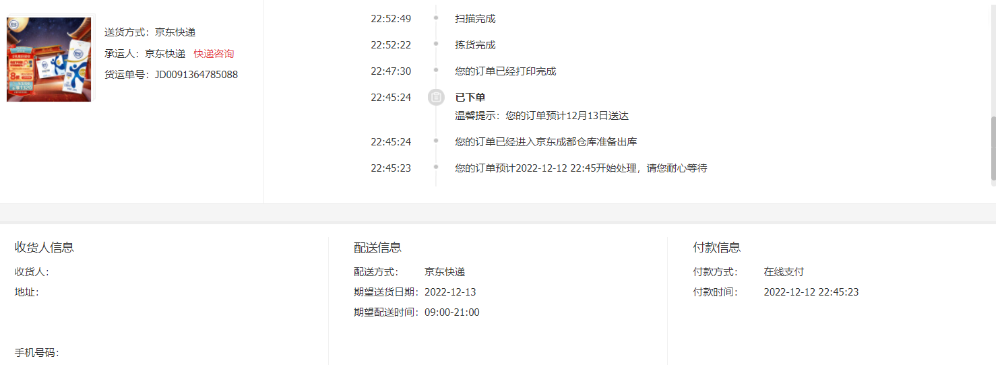 送货方式：京东快递
承运人：京东快递 快递咨询
货运单号：JD0091364785088
22:52:49 扫描完成
22:52:22 拣货完成
22:47:30 您的订单已经打印完成
22:45:24 已下单
温馨提示：您的订单预计12月13日送达
22:45:24 您的订单已经进入京东成都仓库准备出库
22:45:23 您的订单预计2022-12-12 22:45开始处理，请您耐心等待
收货人信息
收货人：
地址：
手机号码：
配送信息
配送方式： 京东快递
期望送货日期：2022-12-13
期望配送时间：09:00-21:00
付款信息
付款方式： 在线支付
付款时间： 2022-12-12 22:45:23